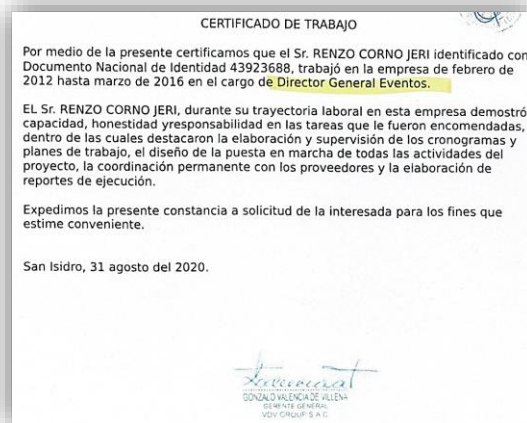 CERTIFICADO DE TRABAJO
Por medio de la presente certificamos que el Sr. RENZO CORNO JERI identificado con
Documento Nacional de Identidad 43923688, trabajó en la empresa de febrero de
2012 hasta marzo de 2016 en el cargo de Director General Eventos.
EL Sr. RENZO CORNO JERI, durante su trayectoria laboral en esta empresa demostró
capacidad, honestidad yresponsabilidad en las tareas que le fueron encomendadas,
dentro de las cuales destacaron la elaboración y supervisión de los cronogramas y
planes de trabajo, el diseño de la puesta en marcha de todas las actividades del
proyecto, la coordinación permanente con los proveedores y la elaboración de
reportes de ejecución.
Expedimos la presente constancia a solicitud de la interesada para los fines que
estime conveniente.
San Isidro, 31 agosto del 2020.
GONZALO VALENCIA DE VILLENA
GERENTE GENERAL
VDV GROUP S A C